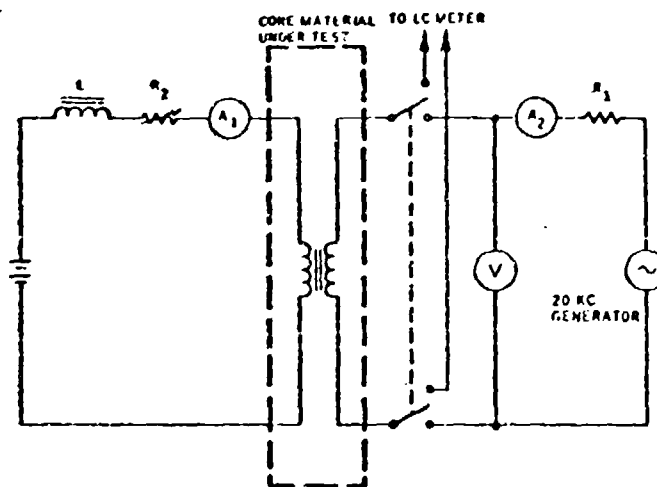 CORE MATERIAL
UNDER TEST
TO LC METER
L
R2
A1
A2
R1
V
20 KC
GENERATOR